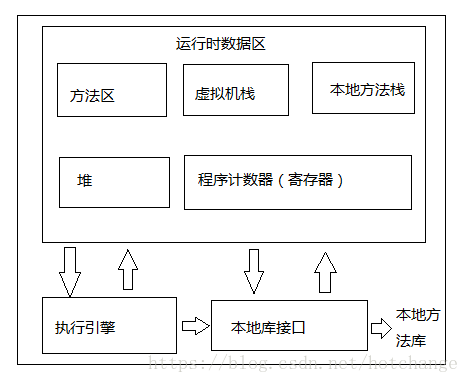 运行时数据区
方法区
虚拟机栈
本地方法栈
堆
程序计数器（寄存器）
执行引擎
本地库接口
本地方
法库
https://blog.csdn.net/hotchange